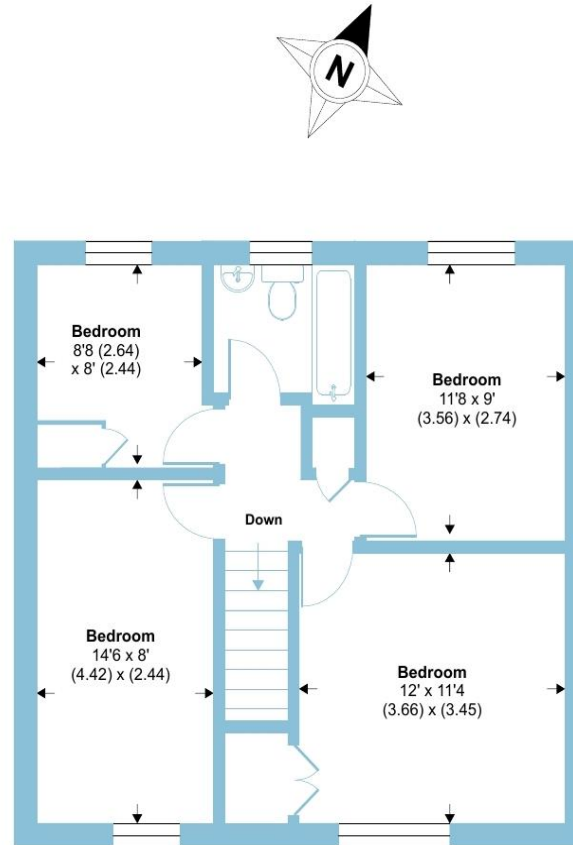 N
Bedroom
8'8 (2.64)
x 8' (2.44)
Bedroom
11'8 x 9'
(3.56) x (2.74)
Down
Bedroom
14'6 x 8'
(4.42) x (2.44)
Bedroom
12' x 11'4
(3.66) x (3.45)